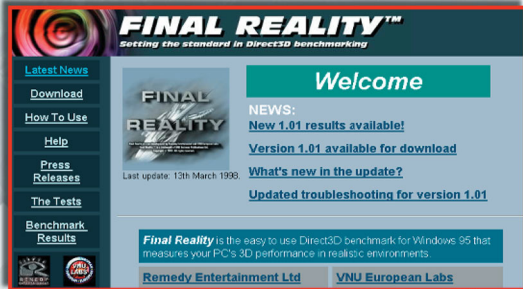 FINAL REALITY™
Setting the standard in Direct3D benchmarking
Latest News
Download
How To Use
Help
Press
Releases
The Tests
Benchmark
Results
FINAL
REALITY
Last update: 13th March 1998.
Welcome
NEWS:
New 1.01 results available!
Version 1.01 available for download
What's new in the update?
Updated troubleshooting for version 1.01
Final Reality is the easy to use Direct3D benchmark for Windows 95 that
measures your PC's 3D performance in realistic environments.
Remedy Entertainment Ltd
VNU European Labs
VNU
LABS